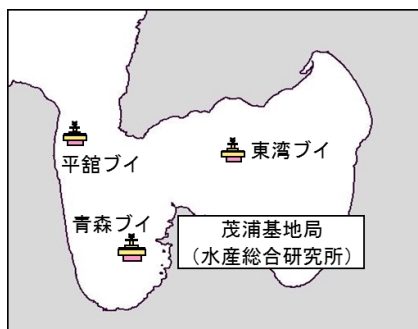 平舘ブイ
東湾ブイ
青森ブイ
茂浦基地局
（水産総合研究所）